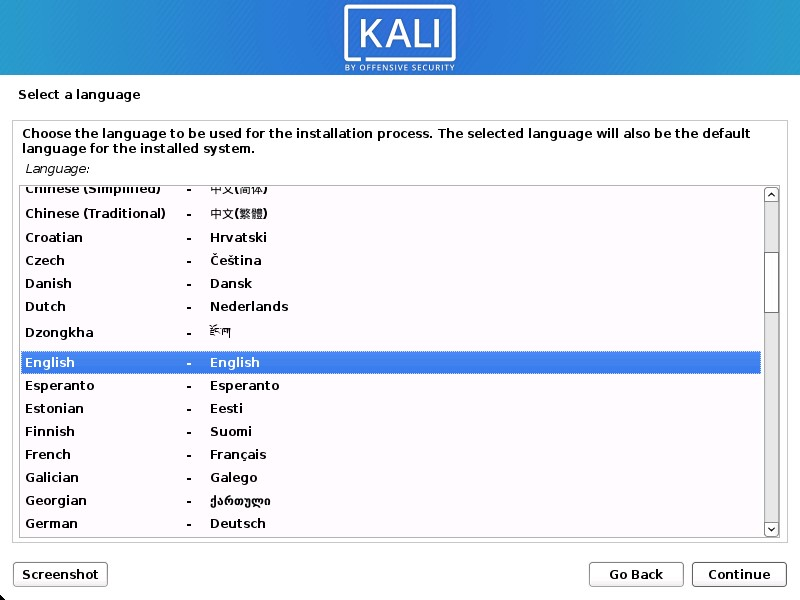 KALI
BY OFFENSIVE SECURITY
Select a language
Choose the language to be used for the installation process. The selected language will also be the default
language for the installed system.
Language:
Chinese (Simplified) - 中文(简体)
Chinese (Traditional) - 中文(繁體)
Croatian - Hrvatski
Czech - Čeština
Danish - Dansk
Dutch - Nederlands
Dzongkha - རྫོང་ཁ།
English - English
Esperanto - Esperanto
Estonian - Eesti
Finnish - Suomi
French - Français
Galician - Galego
Georgian - ქართული
German - Deutsch
Screenshot Go Back Continue